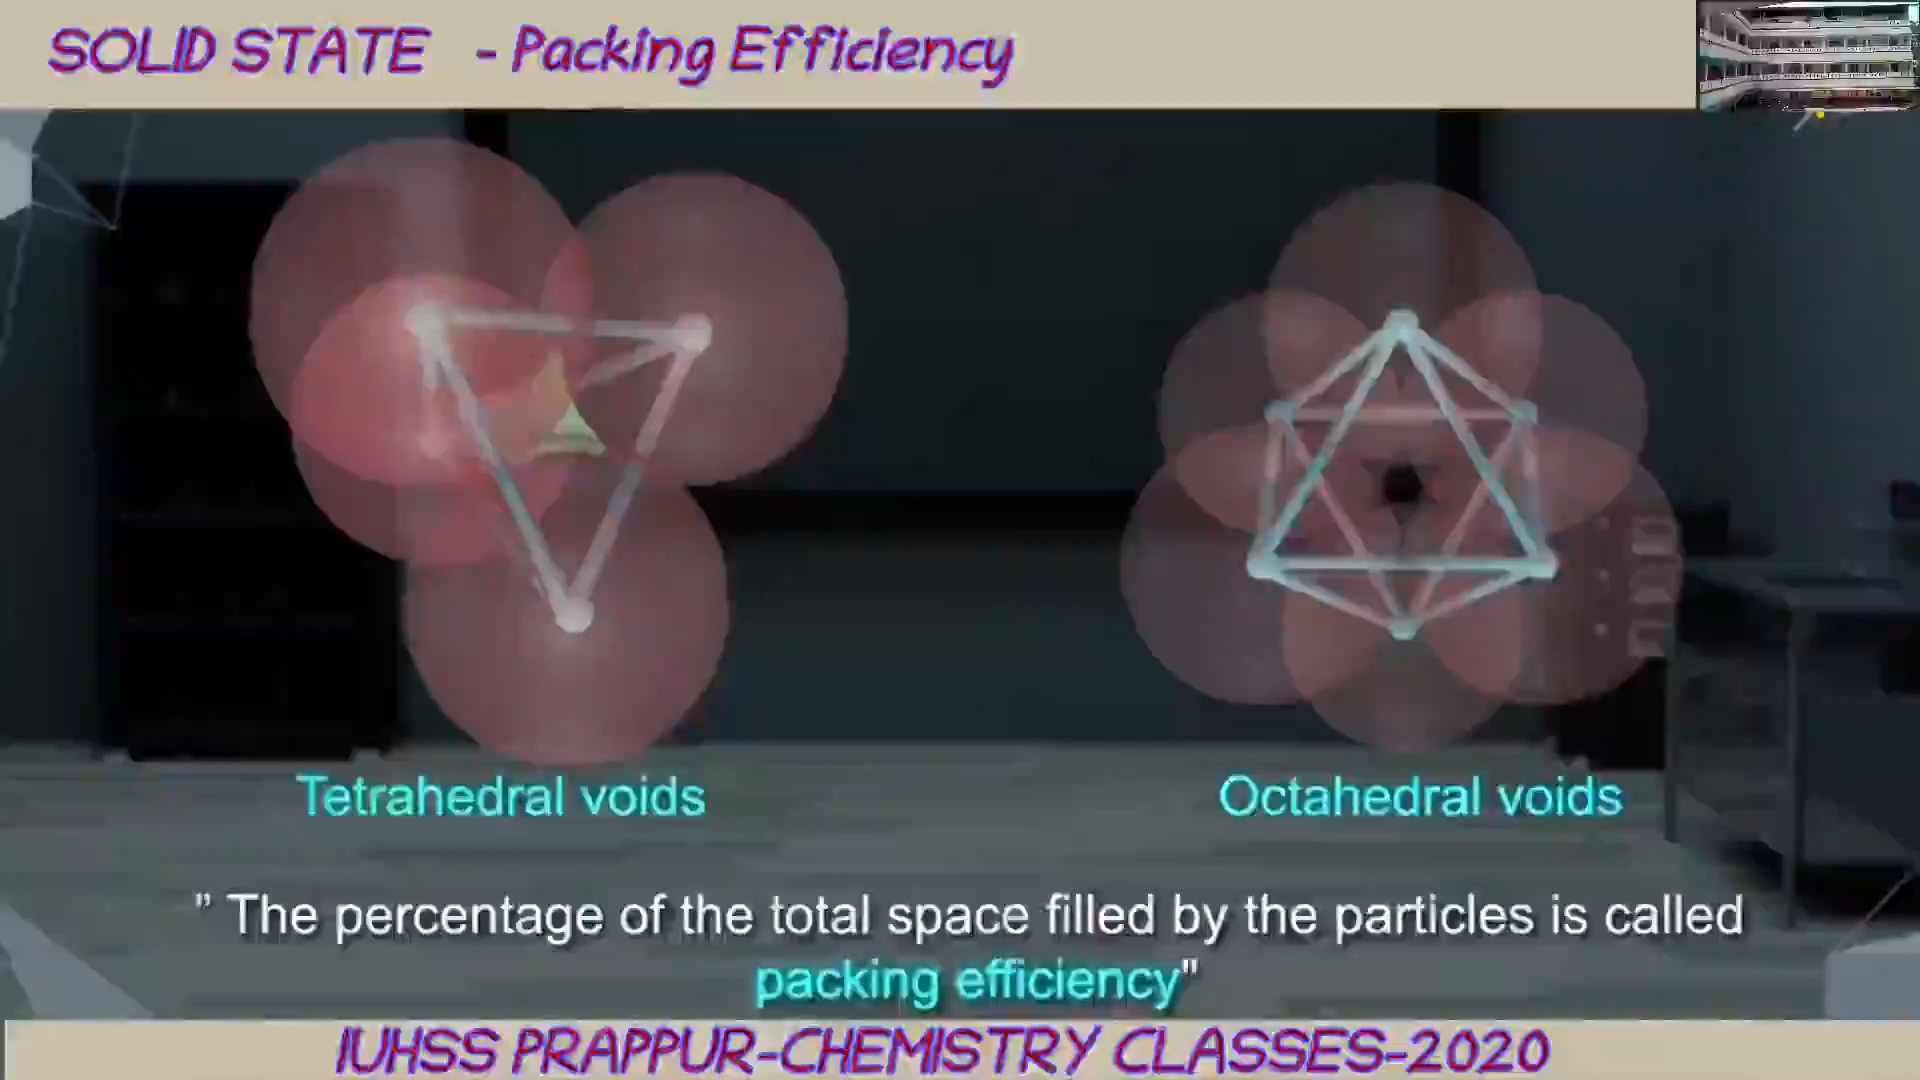 SOLID STATE - Packing Efficiency
Tetrahedral voids
Octahedral voids
" The percentage of the total space filled by the particles is called
packing efficiency"
IUHSS PRAPPUR-CHEMISTRY CLASSES-2020